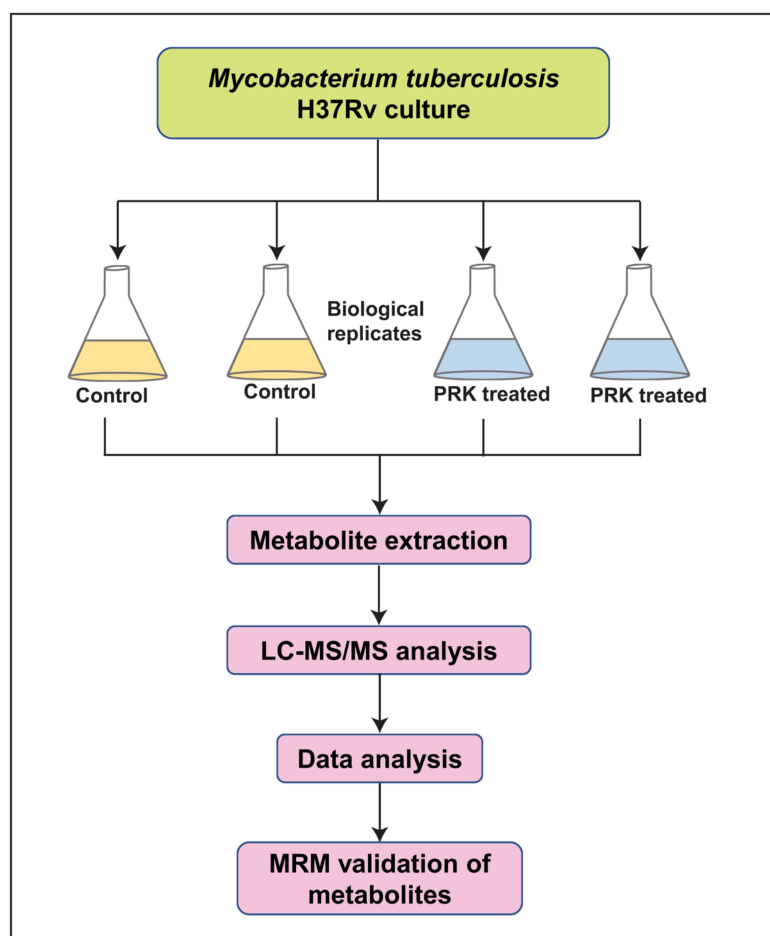 Mycobacterium tuberculosis
H37Rv culture
Biological
replicates
Control
Control
PRK treated
PRK treated
Metabolite extraction
LC-MS/MS analysis
Data analysis
MRM validation of
metabolites